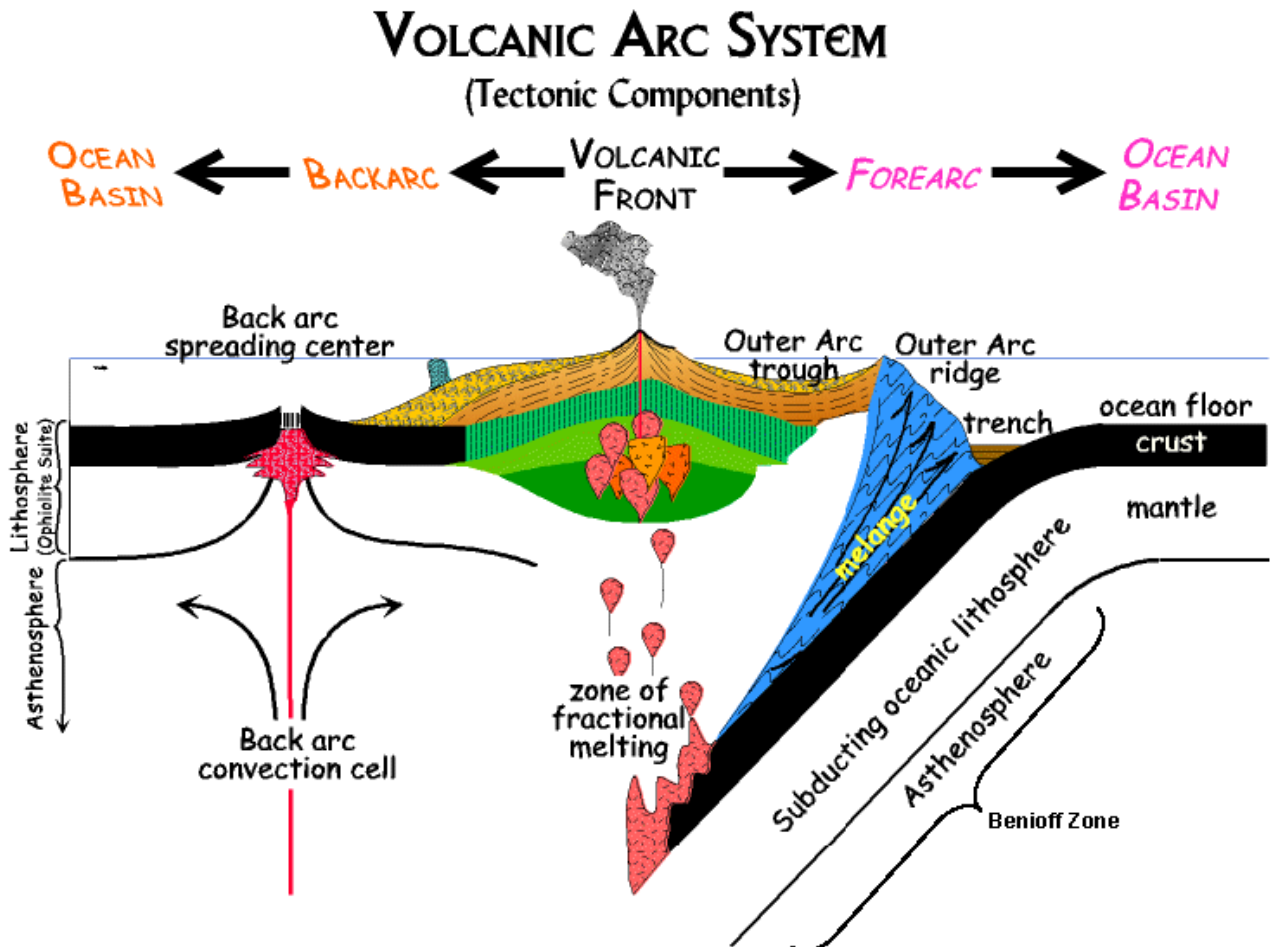 VOLCANIC ARC SYSTEM
(Tectonic Components)
OCEAN
BASIN
BACKARC
VOLCANIC
FRONT
FOREARC
OCEAN
BASIN
Back arc
spreading center
Outer Arc
trough
Outer Arc
ridge
trench
ocean floor
crust
mantle
melange
Lithosphere
(Ophiolite Suite)
Asthenosphere
zone of
fractional
melting
Back arc
convection cell
Subducting oceanic lithosphere
Asthenosphere
Benioff Zone